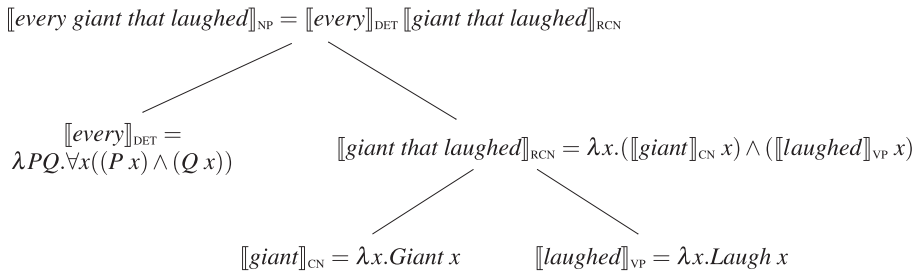 ⟦every giant that laughed⟧NP = ⟦every⟧DET ⟦giant that laughed⟧RCN
⟦every⟧DET =
λPQ.∀x((P x) ∧ (Q x))
⟦giant that laughed⟧RCN = λx.(⟦giant⟧CN x) ∧ (⟦laughed⟧VP x)
⟦giant⟧CN = λx.Giant x
⟦laughed⟧VP = λx.Laugh x